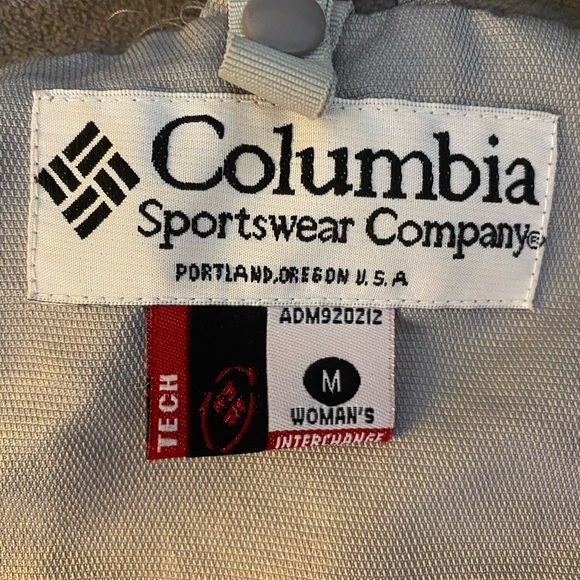 Columbia
Sportswear Company®
PORTLAND,OREGON U.S.A
ADM920212
M
WOMAN'S
TECH
INTERCHANGE